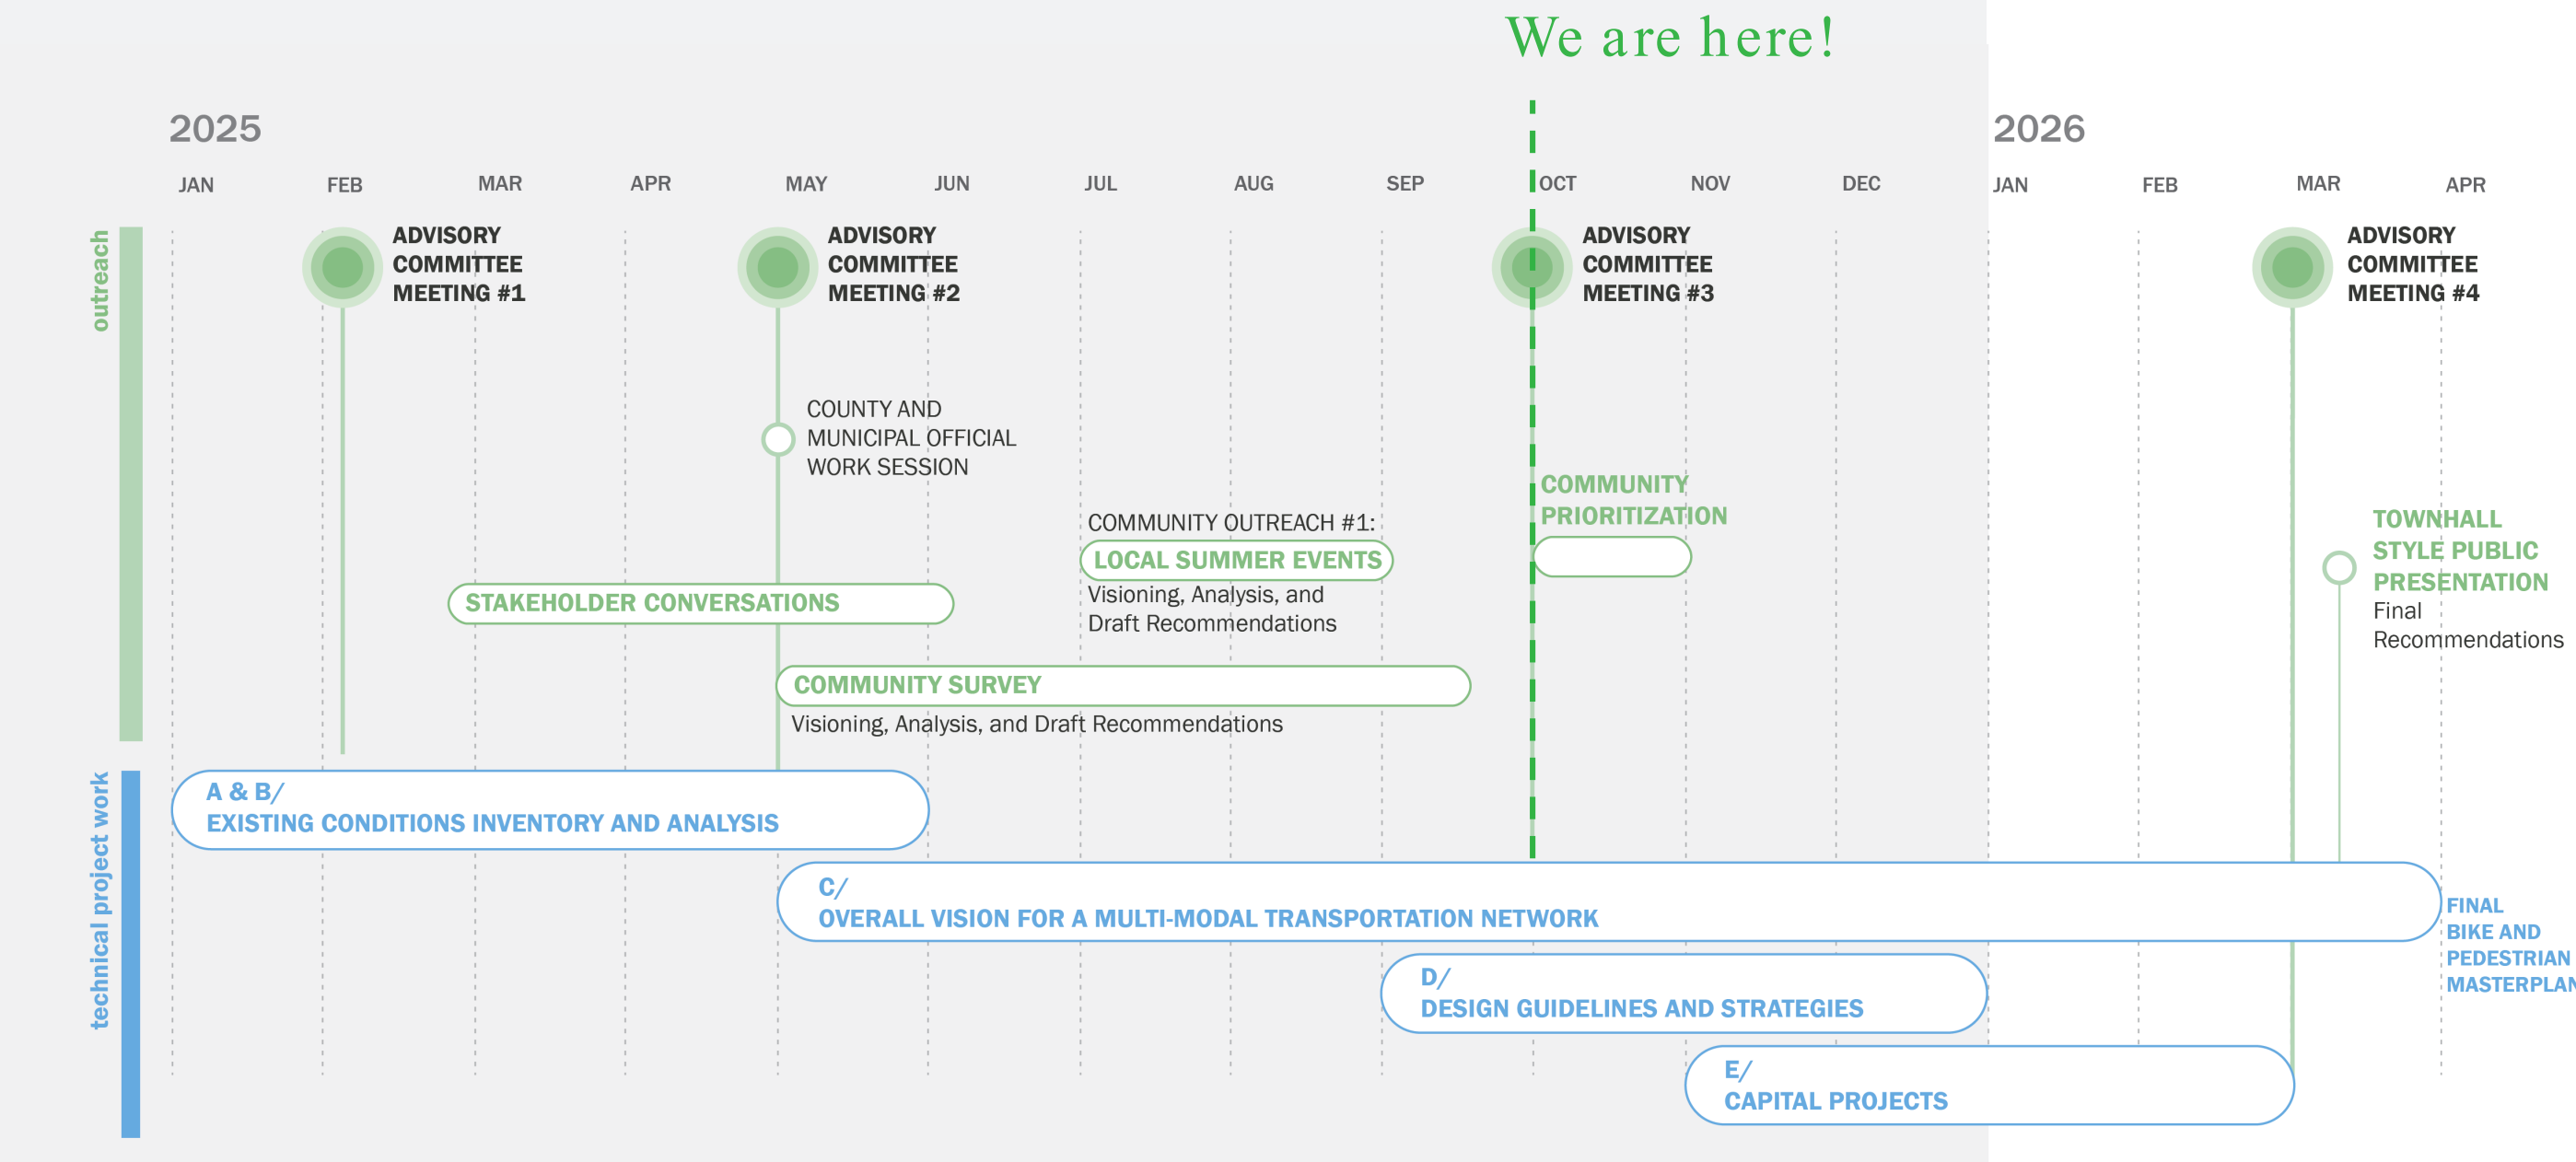 We are here!
2025
2026
JAN
FEB
MAR
APR
MAY
JUN
JUL
AUG
SEP
OCT
NOV
DEC
JAN
FEB
MAR
APR
outreach
ADVISORY
COMMITTEE
MEETING #1
ADVISORY
COMMITTEE
MEETING #2
ADVISORY
COMMITTEE
MEETING #3
ADVISORY
COMMITTEE
MEETING #4
COUNTY AND
MUNICIPAL OFFICIAL
WORK SESSION
COMMUNITY
PRIORITIZATION
COMMUNITY OUTREACH #1:
LOCAL SUMMER EVENTS
Visioning, Analysis, and
Draft Recommendations
TOWNHALL
STYLE PUBLIC
PRESENTATION
Final
Recommendations
STAKEHOLDER CONVERSATIONS
COMMUNITY SURVEY
Visioning, Analysis, and Draft Recommendations
technical project work
A & B/
EXISTING CONDITIONS INVENTORY AND ANALYSIS
C/
OVERALL VISION FOR A MULTI-MODAL TRANSPORTATION NETWORK
FINAL
BIKE AND
PEDESTRIAN
MASTERPLAN
D/
DESIGN GUIDELINES AND STRATEGIES
E/
CAPITAL PROJECTS